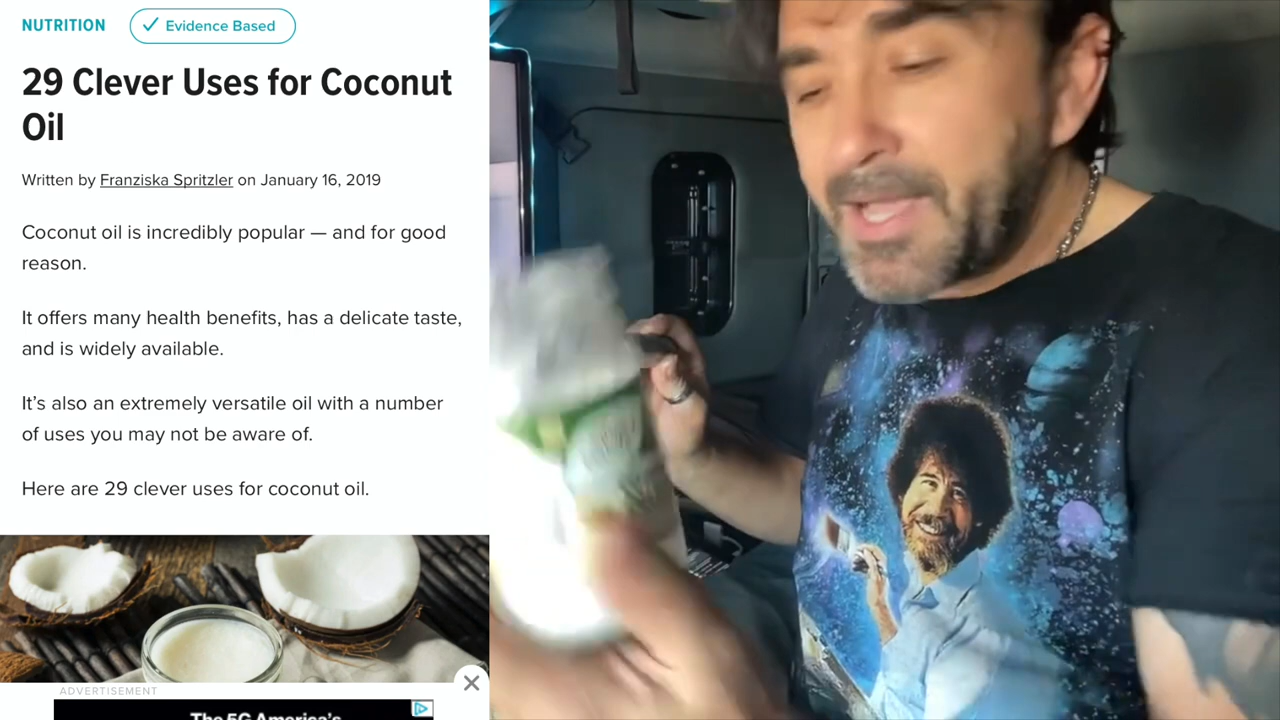 NUTRITION
Evidence Based
29 Clever Uses for Coconut
Oil
Written by Franziska Spritzler on January 16, 2019
Coconut oil is incredibly popular — and for good
reason.
It offers many health benefits, has a delicate taste,
and is widely available.
It’s also an extremely versatile oil with a number
of uses you may not be aware of.
Here are 29 clever uses for coconut oil.
ADVERTISEMENT
The 5G America's